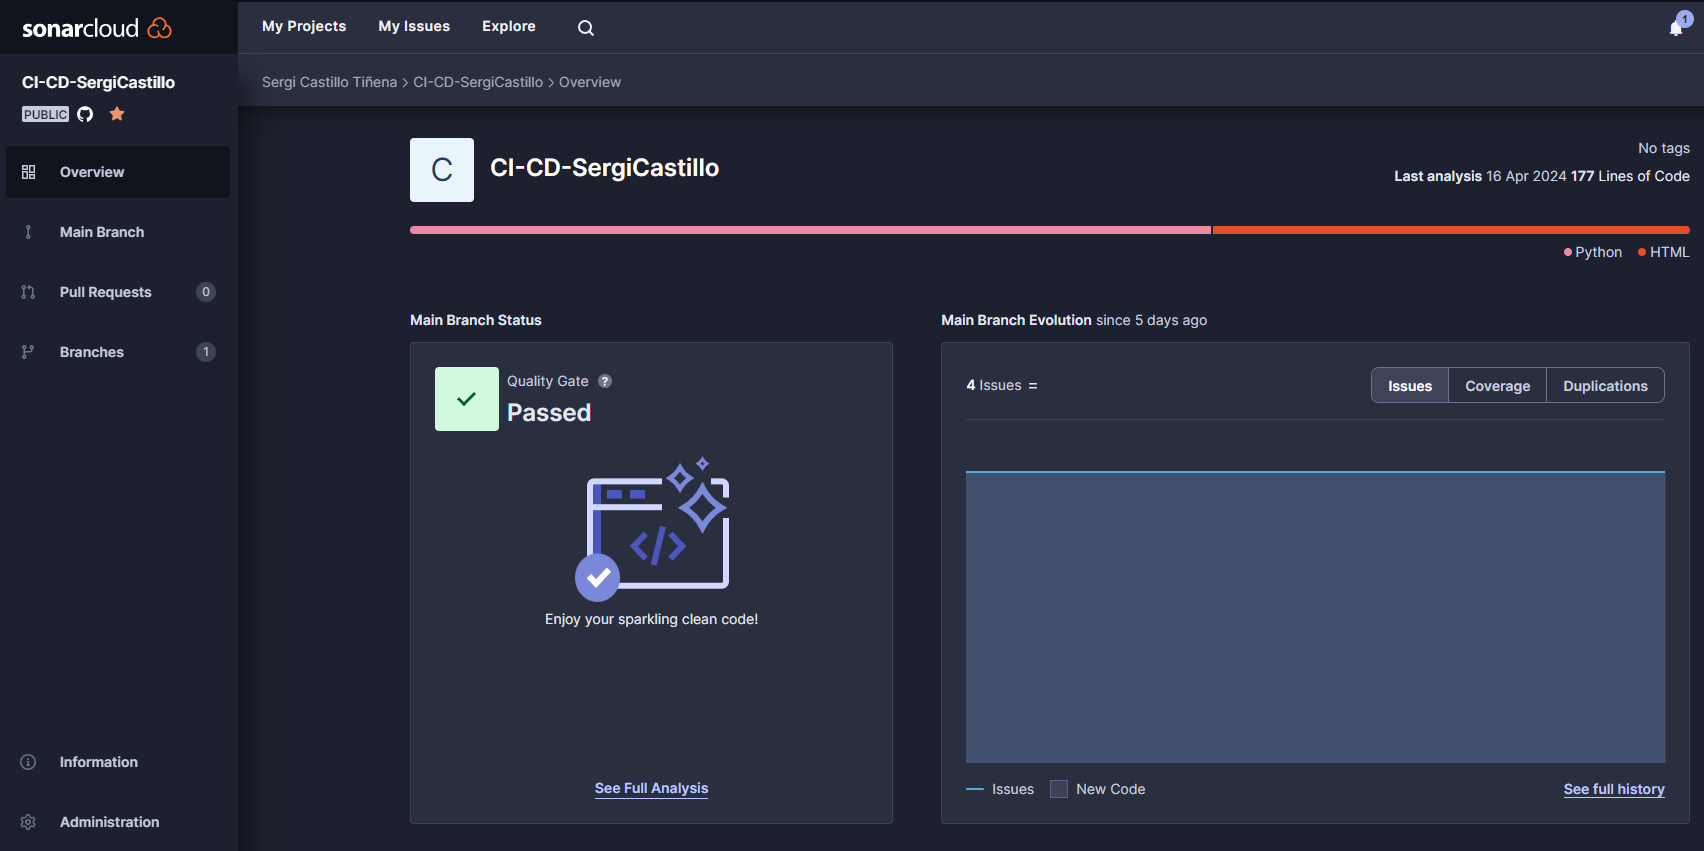 sonarcloud
My Projects My Issues Explore
1
CI-CD-SergiCastillo
PUBLIC
Sergi Castillo Tiñena > CI-CD-SergiCastillo > Overview
Overview
Main Branch
Pull Requests 0
Branches 1
Information
Administration
C CI-CD-SergiCastillo
No tags
Last analysis 16 Apr 2024 177 Lines of Code
Python HTML
Main Branch Status
Quality Gate ?
Passed
</>
Enjoy your sparkling clean code!
See Full Analysis
Main Branch Evolution since 5 days ago
4 Issues =
Issues Coverage Duplications
Issues New Code
See full history